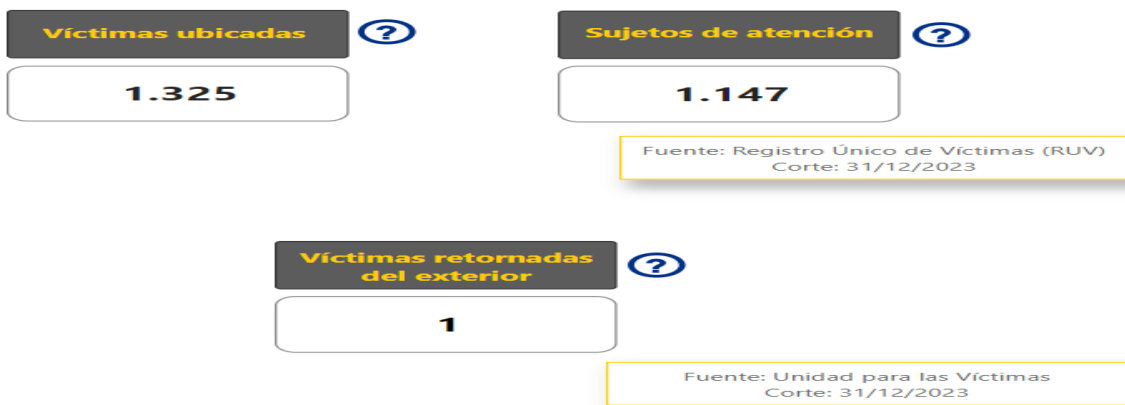 Víctimas ubicadas ?
Sujetos de atención ?
1.325
1.147
Fuente: Registro Único de Víctimas (RUV)
Corte: 31/12/2023
Víctimas retornadas
del exterior ?
1
Fuente: Unidad para las Víctimas
Corte: 31/12/2023